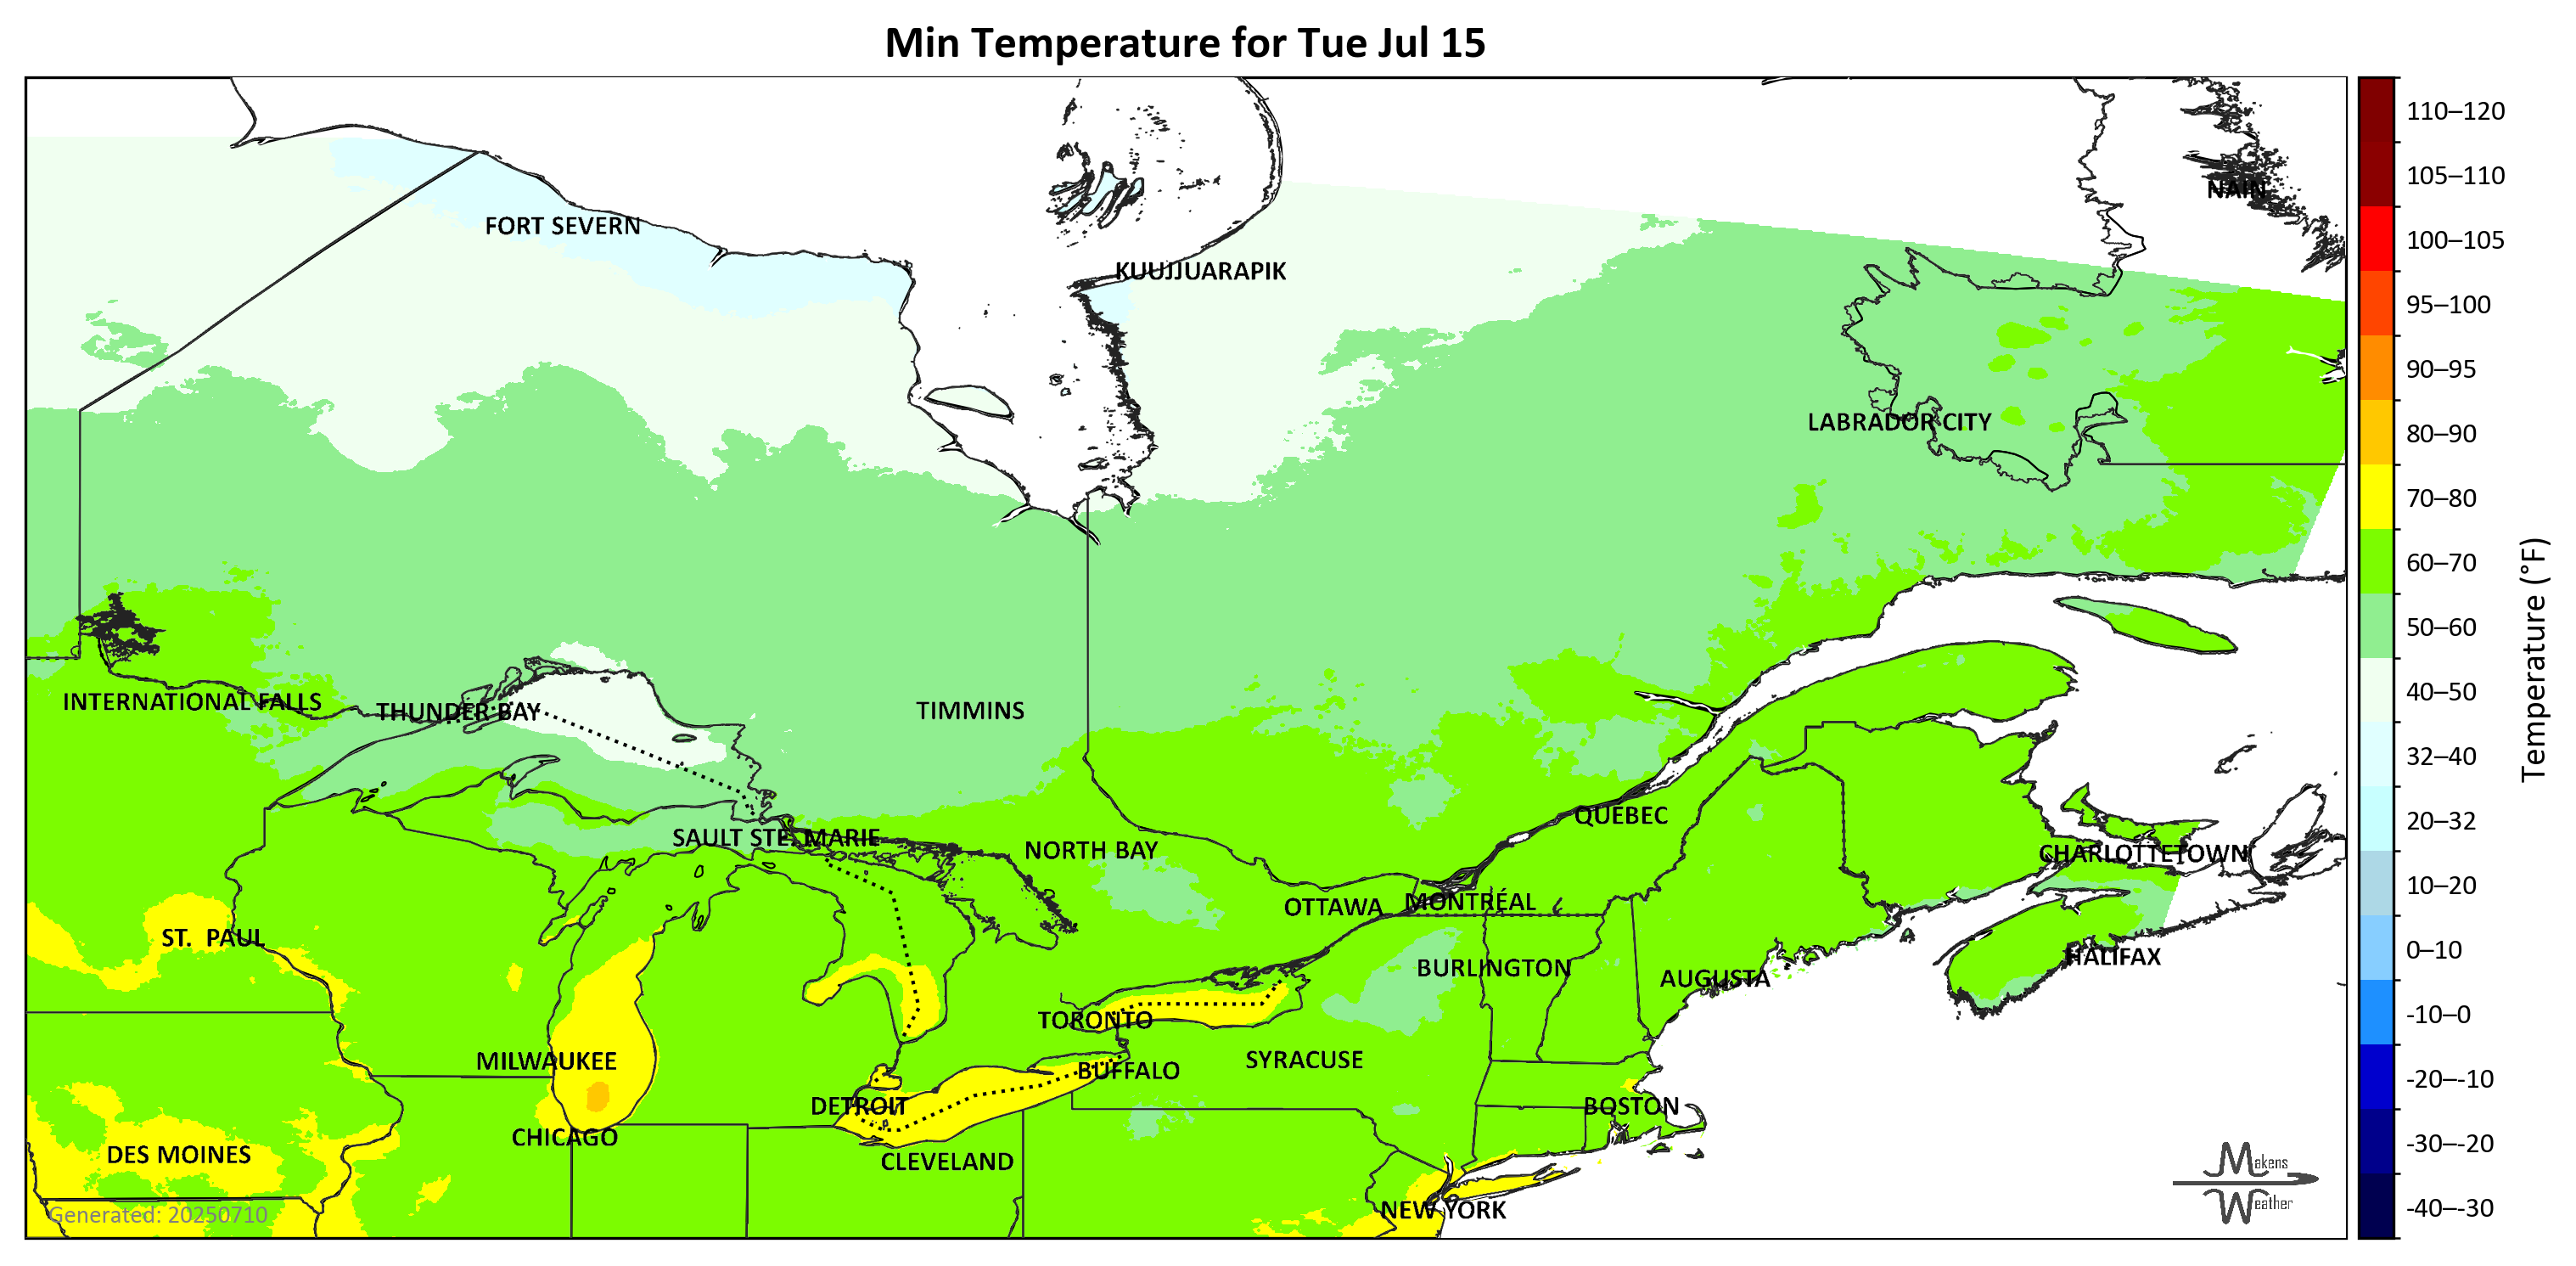 Min Temperature for Tue Jul 15
110–120
105–110
NAIN
FORT SEVERN
100–105
KUUJJUARAPIK
95–100
90–95
LABRADOR CITY
80–90
70–80
60–70
50–60
Temperature (°F)
INTERNATIONAL FALLS
THUNDER BAY
TIMMINS
40–50
32–40
QUÉBEC
20–32
SAULT STE. MARIE
NORTH BAY
CHARLOTTETOWN
10–20
OTTAWA
MONTRÉAL
ST. PAUL
0–10
HALIFAX
BURLINGTON
AUGUSTA
-10–0
TORONTO
MILWAUKEE
SYRACUSE
BUFFALO
-20–-10
DETROIT
BOSTON
CHICAGO
-30–-20
DES MOINES
CLEVELAND
Makens
Weather
NEW YORK
-40–-30
Generated: 20250710